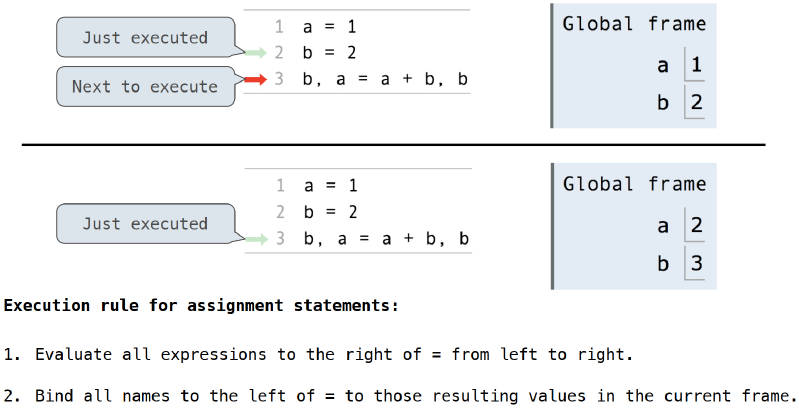 Just executed
Next to execute
1 a = 1
2 b = 2
3 b, a = a + b, b
Global frame
a 1
b 2
Just executed
1 a = 1
2 b = 2
3 b, a = a + b, b
Global frame
a 2
b 3
Execution rule for assignment statements:
1. Evaluate all expressions to the right of = from left to right.
2. Bind all names to the left of = to those resulting values in the current frame.